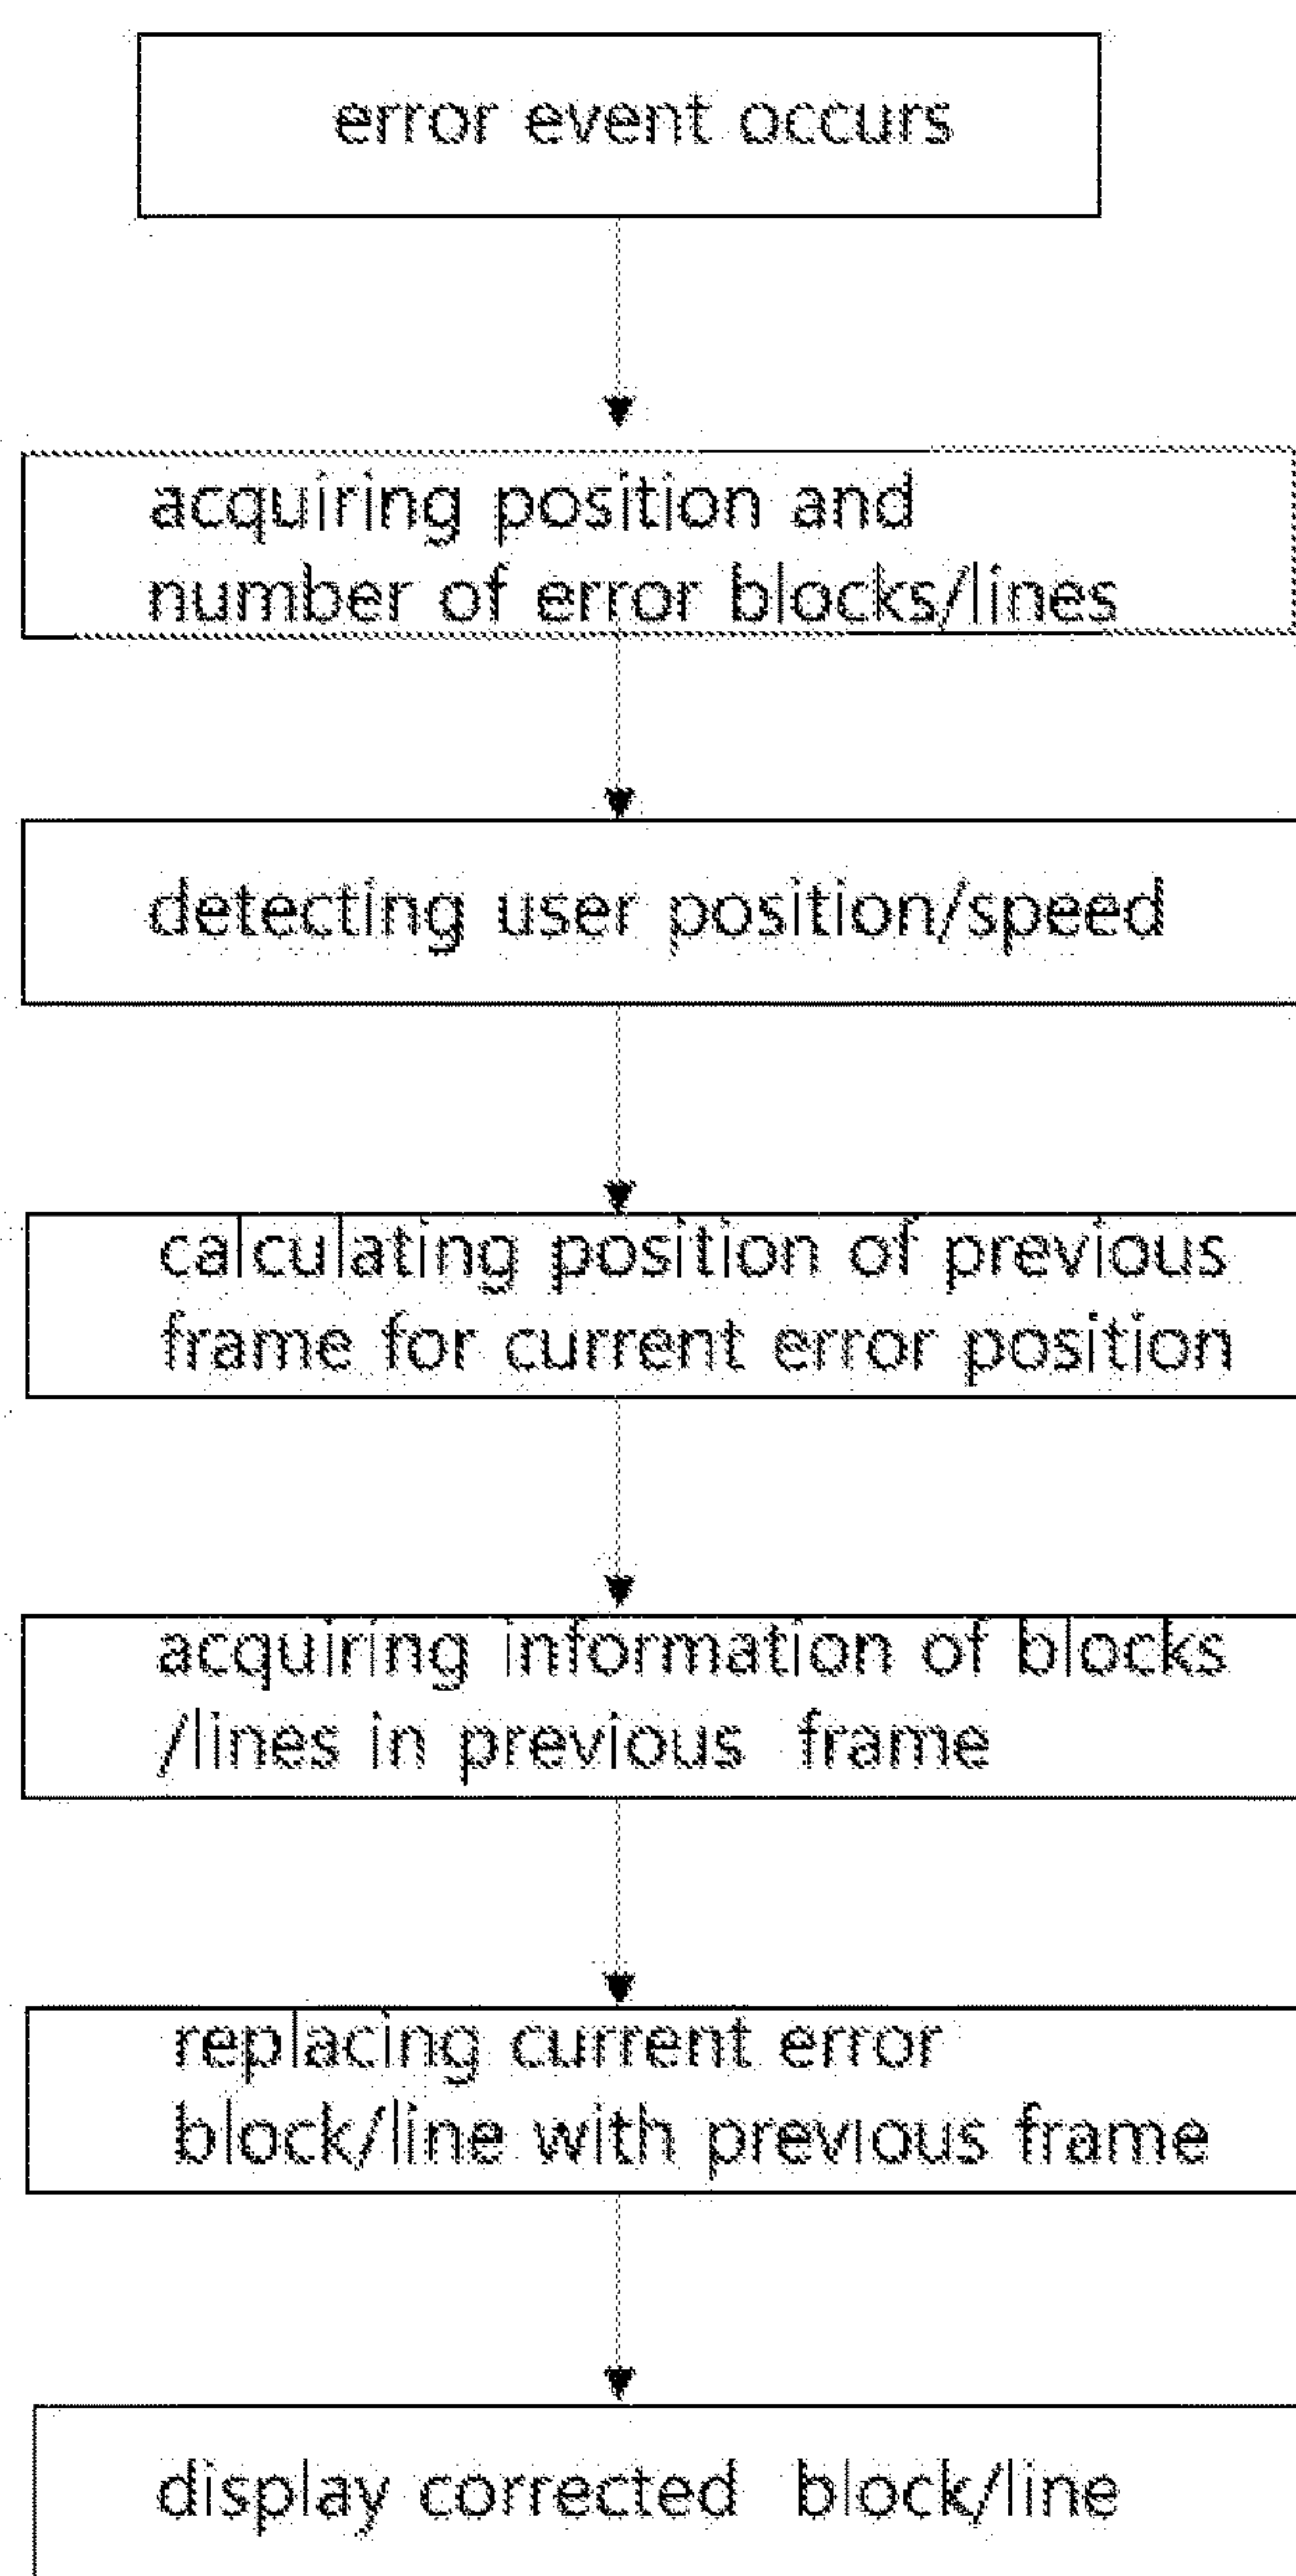 error event occurs
acquiring position and
number of error blocks/lines
detecting user position/speed
calculating position of previous
frame for current error position
acquiring information of blocks
/lines in previous frame
replacing current error
block/line with previous frame
display corrected block/line